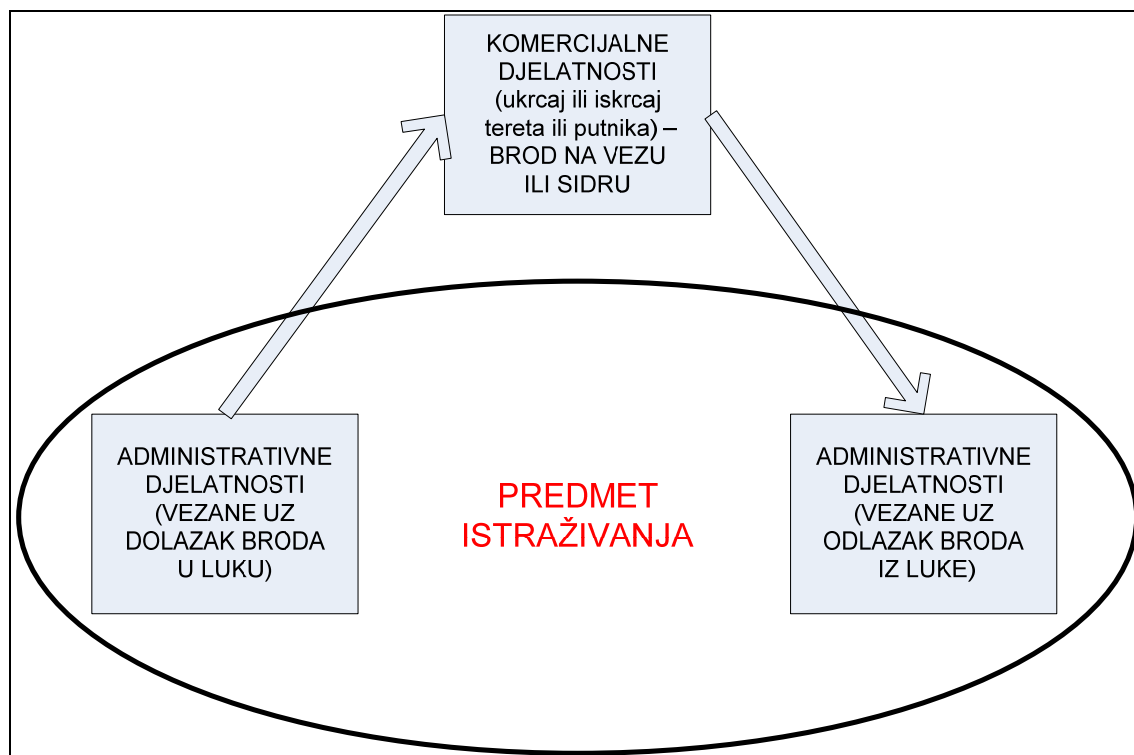 KOMERCIJALNE
DJELATNOSTI
(ukrcaj ili iskrcaj
tereta ili putnika) –
BROD NA VEZU
ILI SIDRU
ADMINISTRATIVNE
DJELATNOSTI
(VEZANE UZ
DOLAZAK BRODA
U LUKU)
PREDMET
ISTRAŽIVANJA
ADMINISTRATIVNE
DJELATNOSTI
(VEZANE UZ
ODLAZAK BRODA
IZ LUKE)